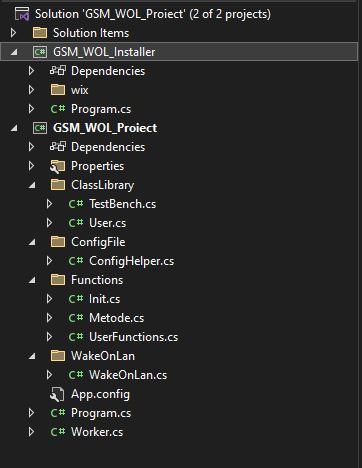 Solution 'GSM_WOL_Proiect' (2 of 2 projects)
Solution Items
C# GSM_WOL_Installer
Dependencies
wix
C# Program.cs
C# GSM_WOL_Proiect
Dependencies
Properties
ClassLibrary
C# TestBench.cs
C# User.cs
ConfigFile
C# ConfigHelper.cs
Functions
C# Init.cs
C# Metode.cs
C# UserFunctions.cs
WakeOnLan
C# WakeOnLan.cs
App.config
C# Program.cs
C# Worker.cs